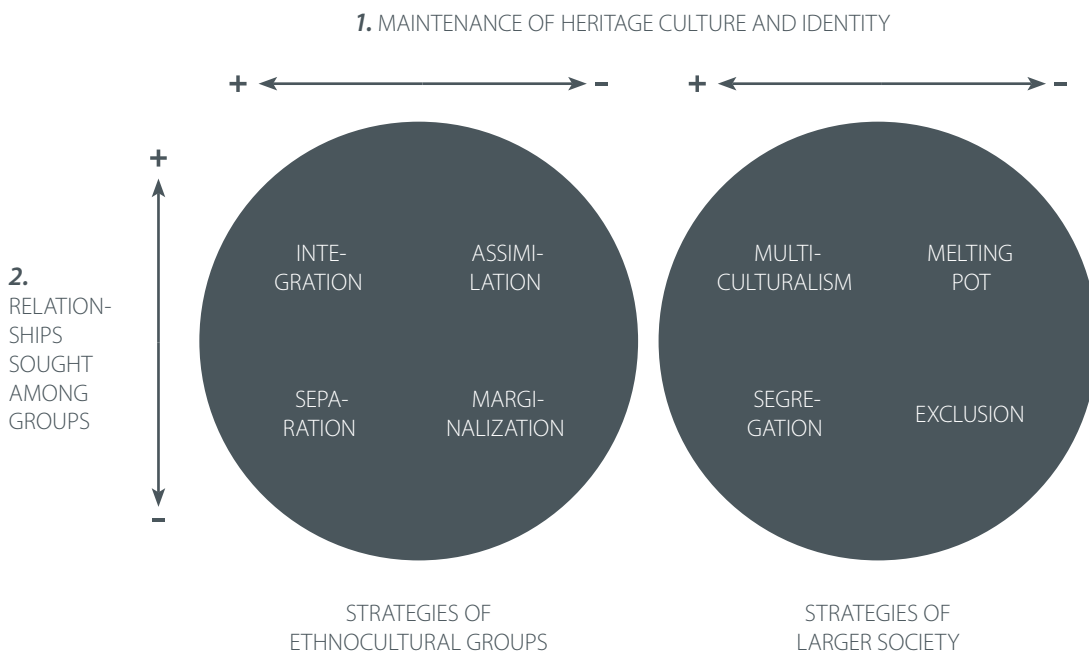 1. MAINTENANCE OF HERITAGE CULTURE AND IDENTITY
+ -
+ -
+
2.
RELATION-
SHIPS
SOUGHT
AMONG
GROUPS
-
INTE-
GRATION
ASSIMI-
LATION
SEPA-
RATION
MARGI-
NALIZATION
STRATEGIES OF
ETHNOCULTURAL GROUPS
MULTI-
CULTURALISM
MELTING
POT
SEGRE-
GATION
EXCLUSION
STRATEGIES OF
LARGER SOCIETY